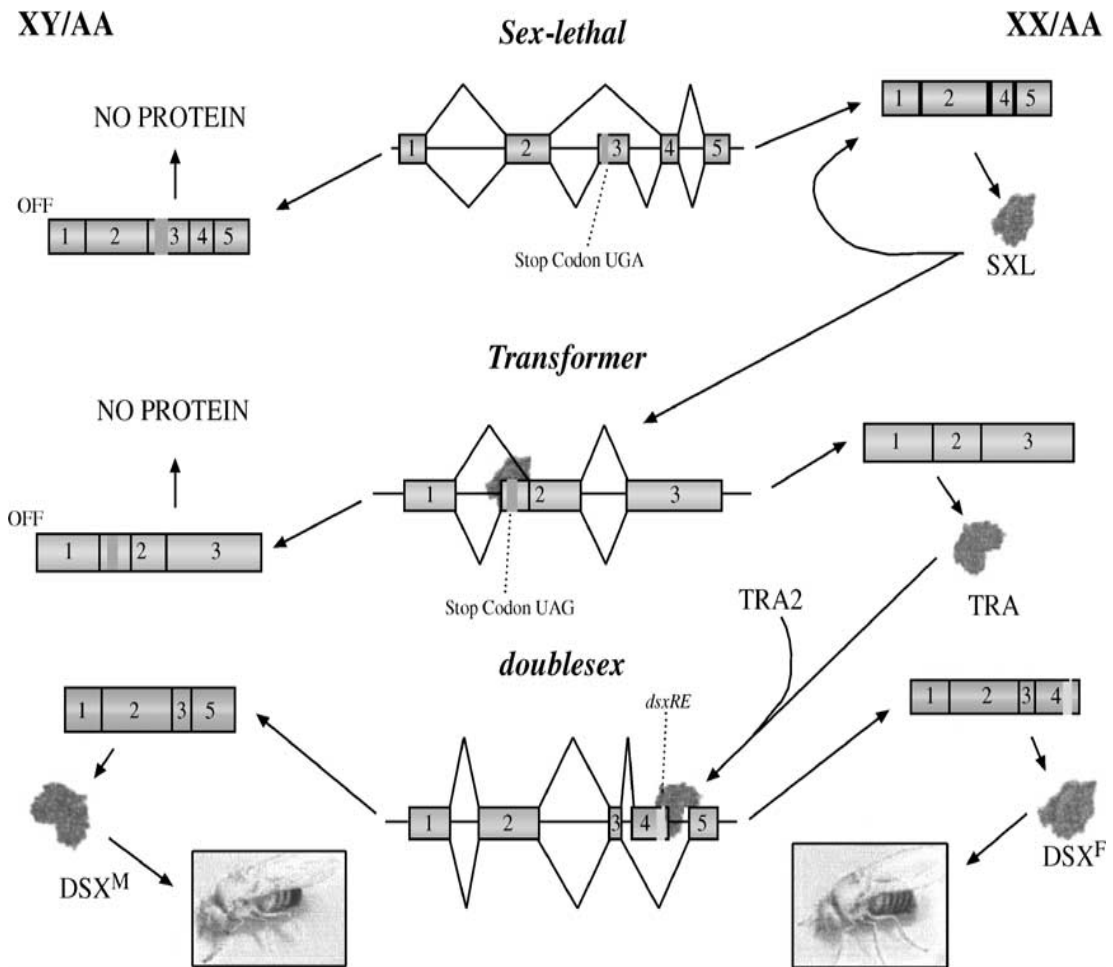 XY/AA
Sex-lethal
XX/AA
NO PROTEIN
OFF
1 2 3 4 5
1 2 3 4 5
1 2 4 5
Stop Codon UGA
SXL
Transformer
NO PROTEIN
OFF
1 2 3
1 2 3
1 2 3
Stop Codon UAG
TRA2
TRA
doublesex
dsxRE
1 2 3 5
1 2 3 4 5
1 2 3 4
DSXM
DSXF